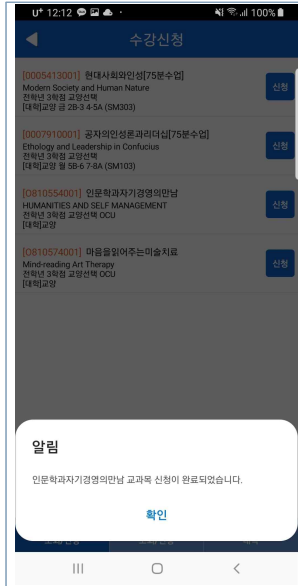 U+ 12:12
100%
수강신청
[0005413001] 현대사회와인성[75분수업]
Modern Society and Human Nature
전학년 3학점 교양선택
[대학]교양 금 2B-3 4-5A (SM303)
신청
[0007910001] 공자의인성론과리더십[75분수업]
Ethology and Leadership in Confucius
전학년 3학점 교양선택
[대학]교양 월 5B-6 7-8A (SM103)
신청
[O810554001] 인문학과자기경영의만남
HUMANITIES AND SELF MANAGEMENT
전학년 3학점 교양선택 OCU
[대학]교양
신청
[O810574001] 마음을읽어주는미술치료
Mind-reading Art Therapy
전학년 3학점 교양선택 OCU
[대학]교양
신청
알림
인문학과자기경영의만남 교과목 신청이 완료되었습니다.
확인